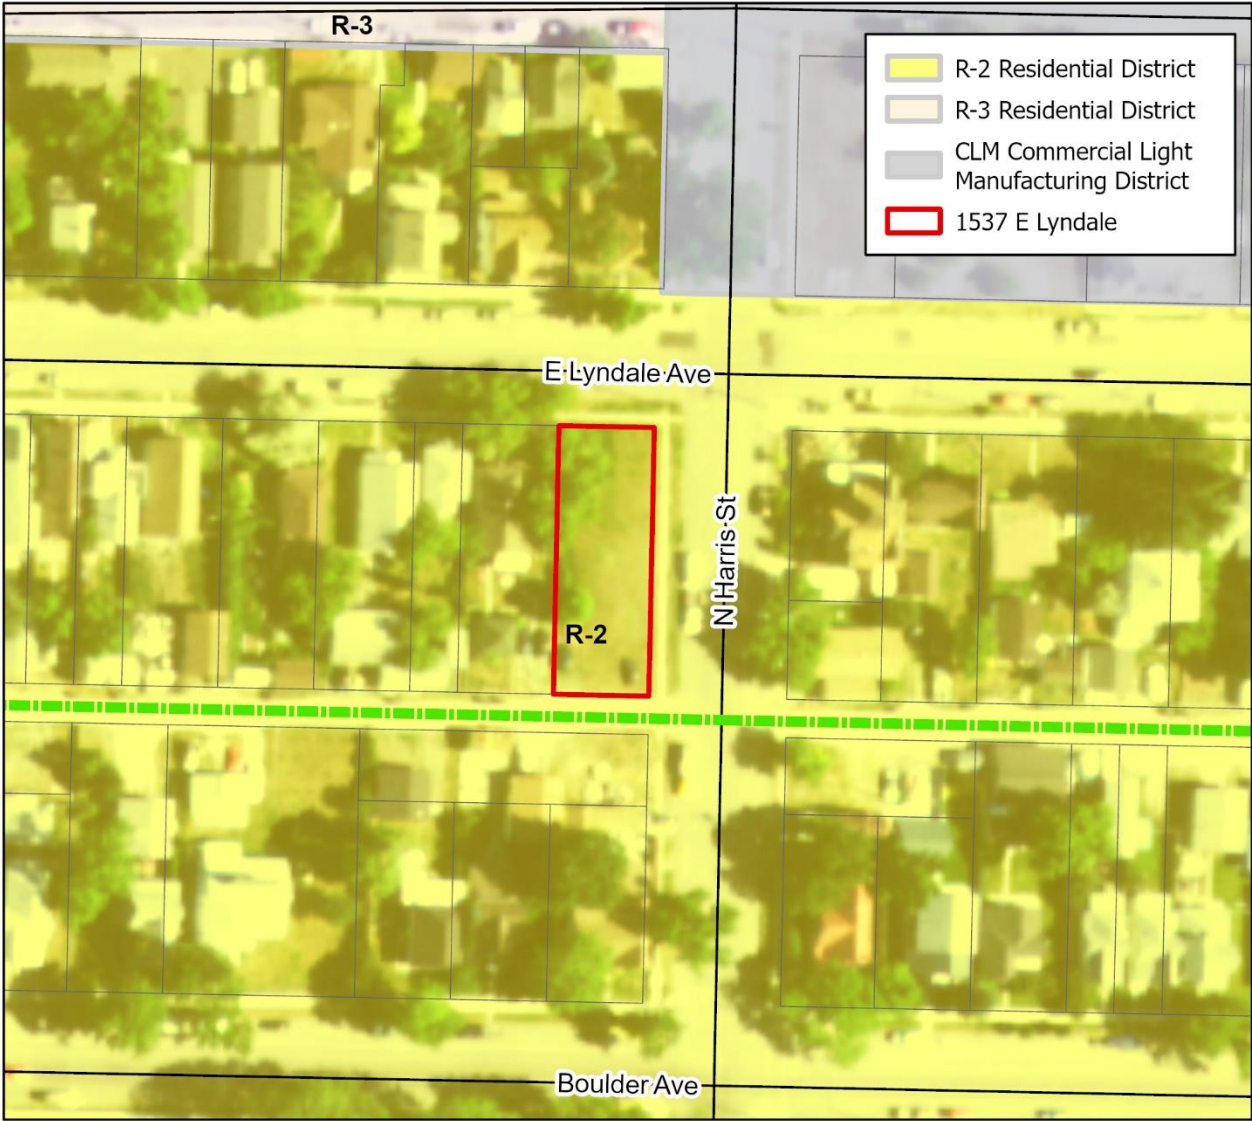 R-3
R-2 Residential District
R-3 Residential District
CLM Commercial Light
Manufacturing District
1537 E Lyndale
E Lyndale Ave
N Harris St
R-2
Boulder Ave